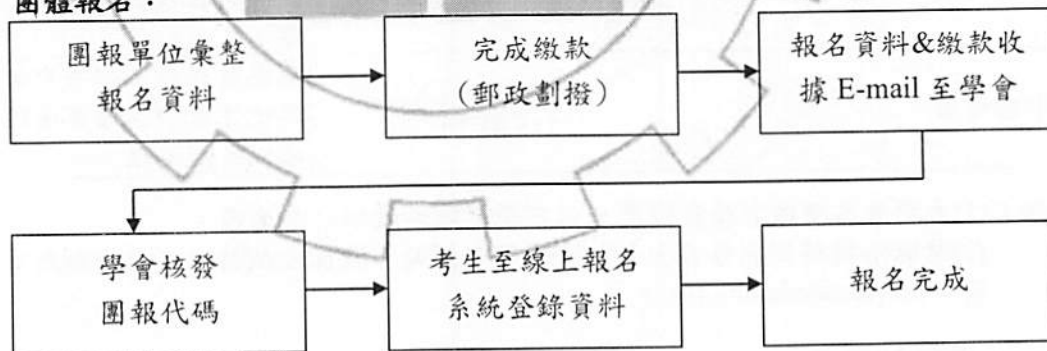 團體報名：
團報單位彙整
報名資料
完成繳款
(郵政劃撥)
報名資料&繳款收
據 E-mail 至學會
學會核發
團報代碼
考生至線上報名
系統登錄資料
報名完成